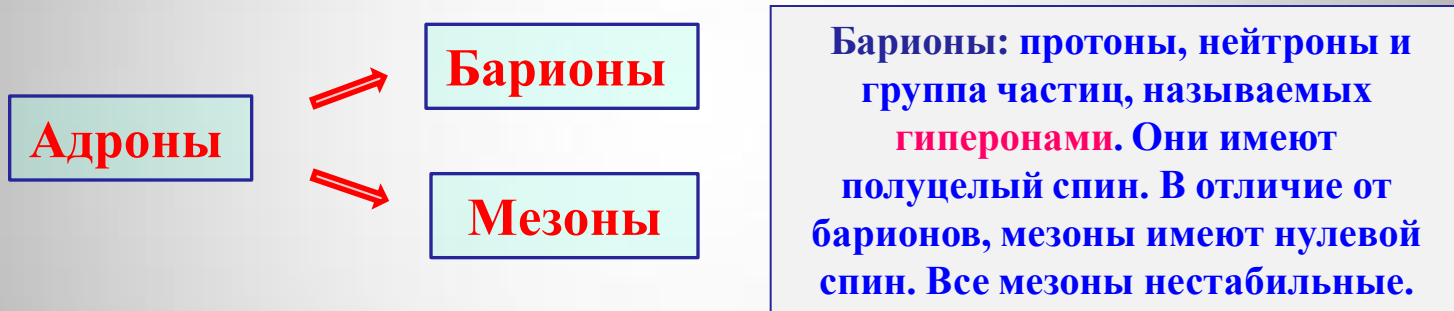 Адроны
Барионы
Мезоны
Барионы: протоны, нейтроны и
группа частиц, называемых
гиперонами. Они имеют
полуцелый спин. В отличие от
барионов, мезоны имеют нулевой
спин. Все мезоны нестабильные.